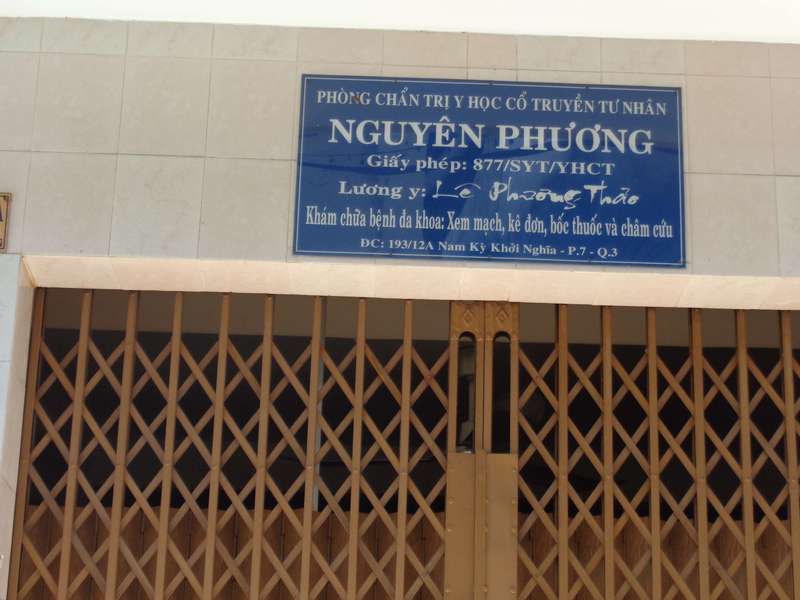 PHÒNG CHẨN TRỊ Y HỌC CỔ TRUYỀN TƯ NHÂN
NGUYÊN PHƯƠNG
Giấy phép: 877/SYT/YHCT
Lương y: Lê Phương Thảo
Khám chữa bệnh đa khoa: Xem mạch, kê đơn, bốc thuốc và châm cứu
ĐC: 193/12A Nam Kỳ Khởi Nghĩa - P.7 - Q.3
A